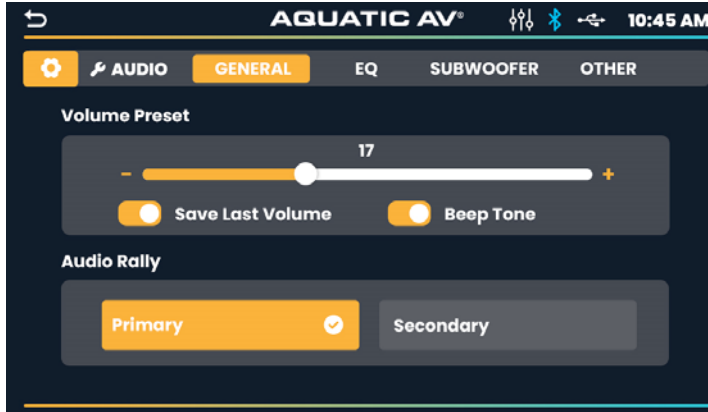 AQUATIC AV® 10:45 AM
AUDIO GENERAL EQ SUBWOOFER OTHER
Volume Preset
17
- +
Save Last Volume Beep Tone
Audio Rally
Primary Secondary